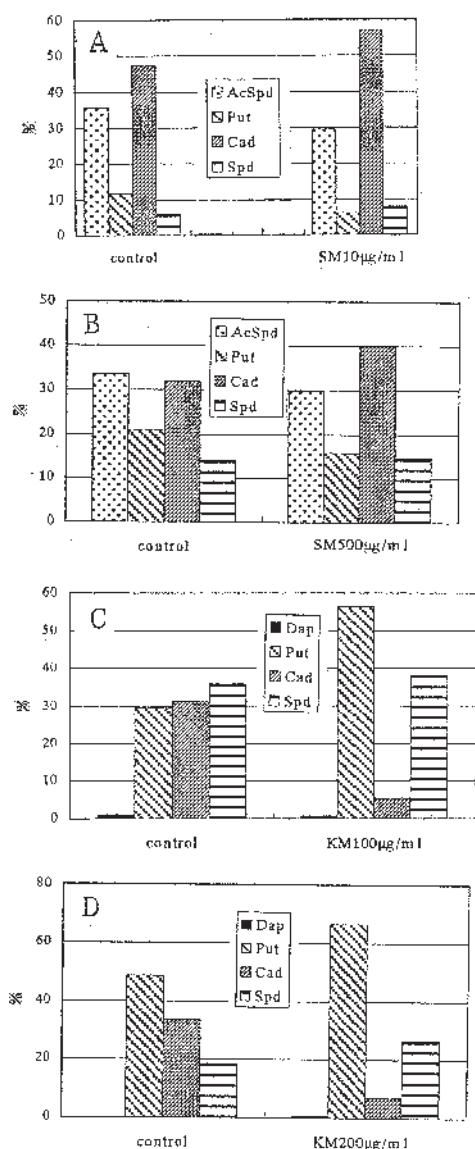 A
60
50
40
30
20
10
0
%
AcSpd
Put
Cad
Spd
control
SM10µg/ml
B
50
40
30
20
10
0
%
AcSpd
Put
Cad
Spd
control
SM500µg/ml
C
60
50
40
30
20
10
0
%
Dap
Put
Cad
Spd
control
KM100µg/ml
D
80
60
40
20
0
%
Dap
Put
Cad
Spd
control
KM200µg/ml